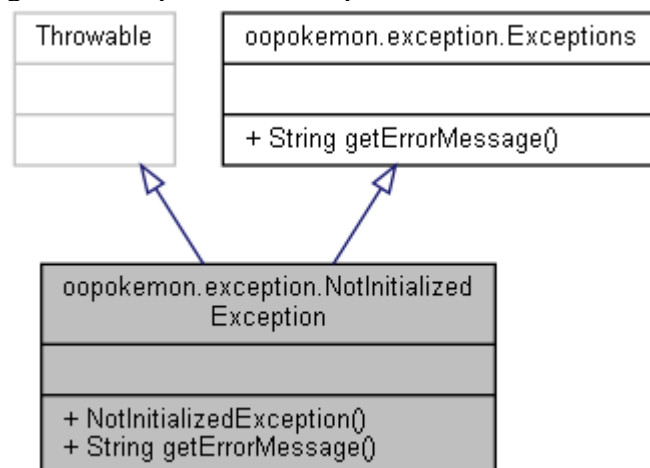 Throwable
oopokemon.exception.Exceptions
+ String getErrorMessage()
oopokemon.exception.NotInitialized
Exception
+ NotInitializedException()
+ String getErrorMessage()